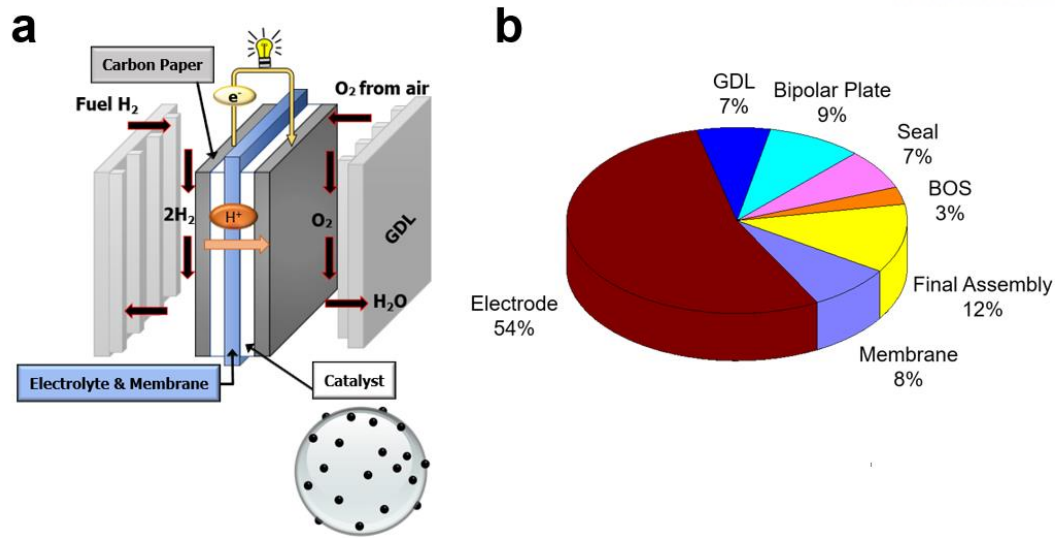 a
Carbon Paper
Fuel H₂
e⁻
O₂ from air
2H₂
H⁺
O₂
GDL
H₂O
Electrolyte & Membrane
Catalyst
b
GDL
7%
Bipolar Plate
9%
Seal
7%
BOS
3%
Final Assembly
12%
Membrane
8%
Electrode
54%